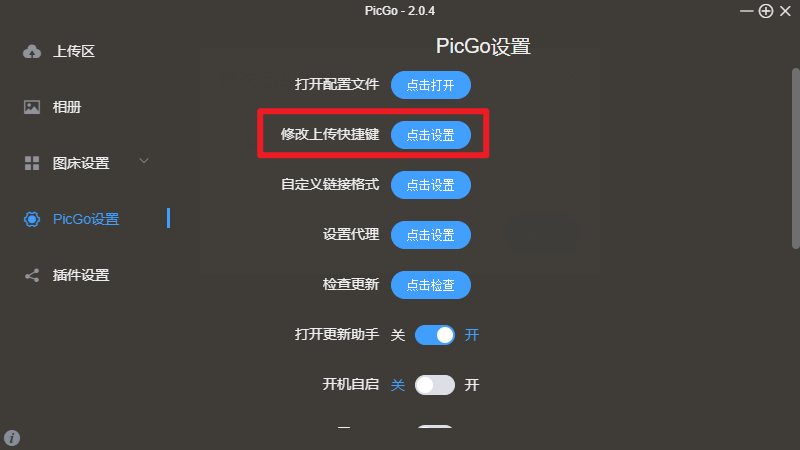 PicGo - 2.0.4
上传区
相册
图床设置
PicGo设置
插件设置
PicGo设置
打开配置文件 点击打开
修改上传快捷键 点击设置
自定义链接格式 点击设置
设置代理 点击设置
检查更新 点击检查
打开更新助手 关 开
开机自启 关 开